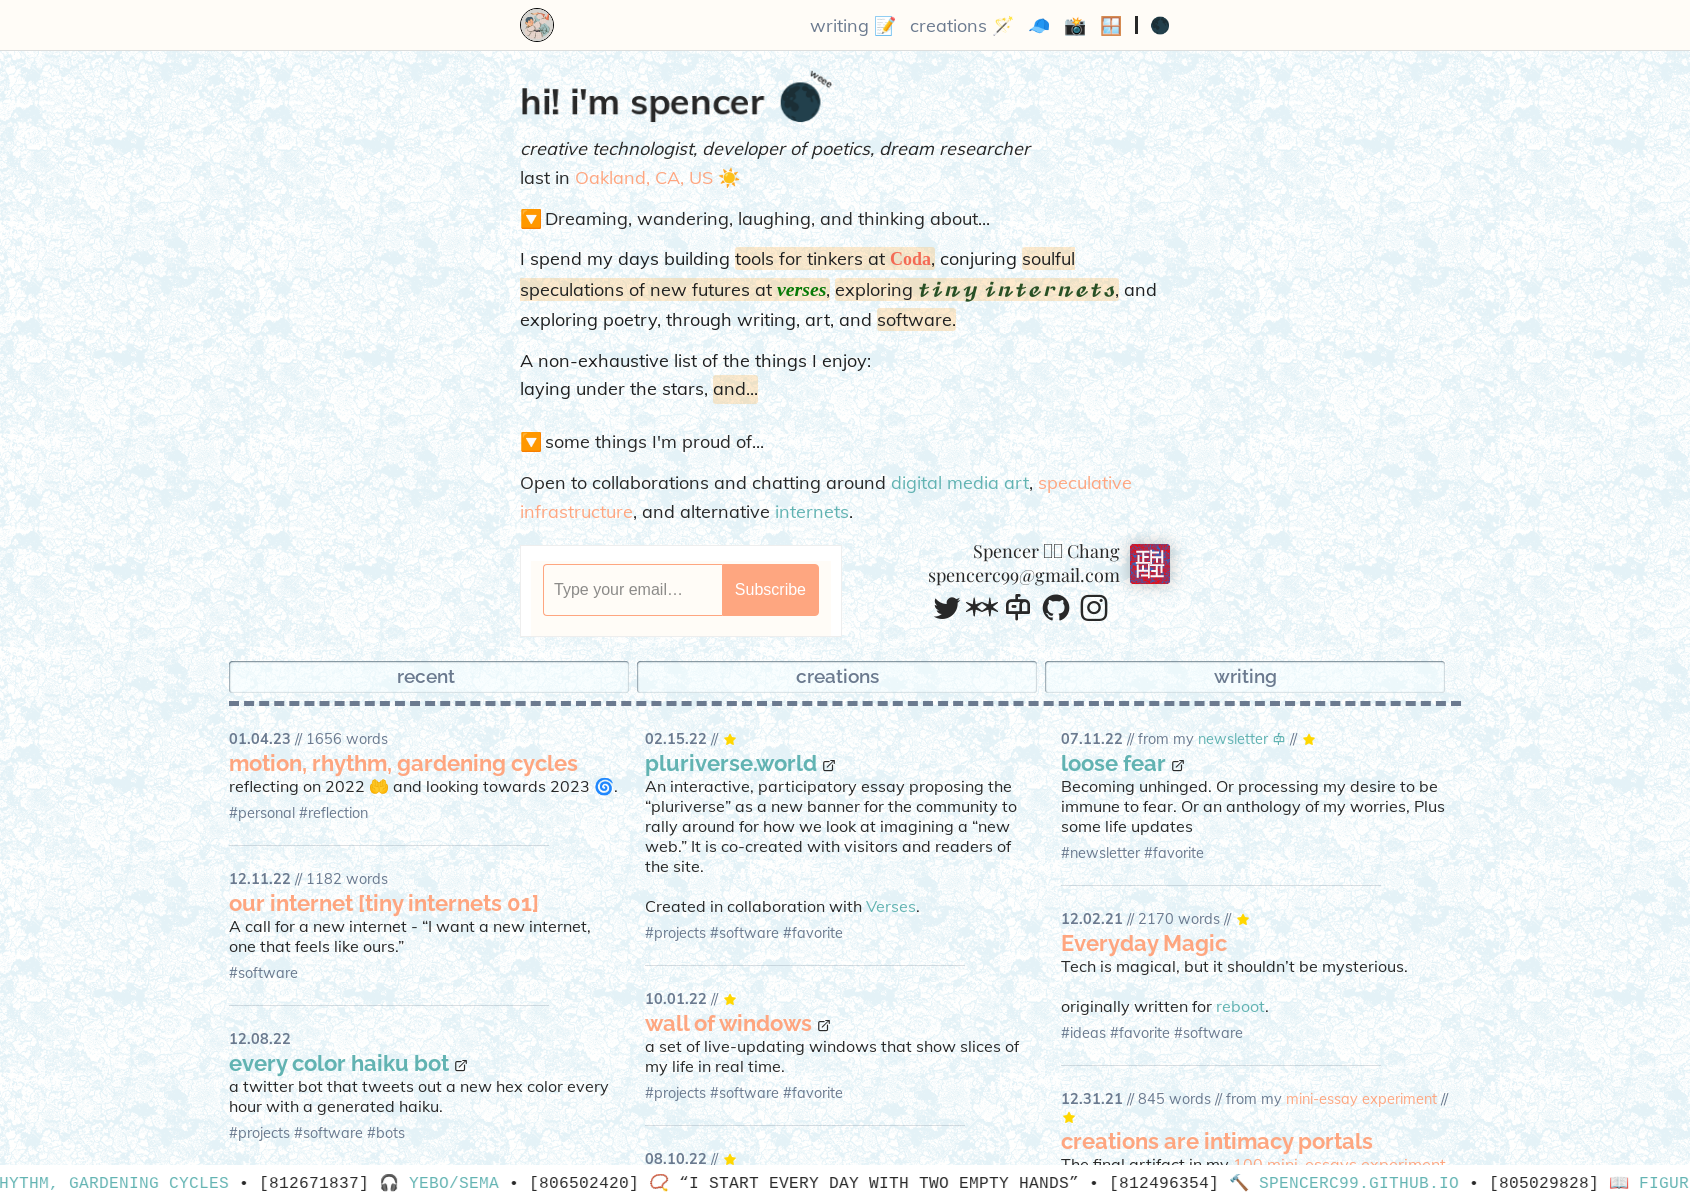 writing 📝 creations 🪄 🧢 📸 🪟 | 🌑
weee
hi! i'm spencer 🌑
creative technologist, developer of poetics, dream researcher
last in Oakland, CA, US ☀️
🔽 Dreaming, wandering, laughing, and thinking about...
I spend my days building tools for tinkers at Coda, conjuring soulful
speculations of new futures at verses, exploring tiny internets, and
exploring poetry, through writing, art, and software.
A non-exhaustive list of the things I enjoy:
laying under the stars, and...
🔽 some things I'm proud of...
Open to collaborations and chatting around digital media art, speculative
infrastructure, and alternative internets.
Type your email…
Subscribe
Spencer Chang
spencerc99@gmail.com
recent
creations
writing
01.04.23 // 1656 words
motion, rhythm, gardening cycles
reflecting on 2022 🤲 and looking towards 2023 🌀.
#personal #reflection
12.11.22 // 1182 words
our internet [tiny internets 01]
A call for a new internet - “I want a new internet,
one that feels like ours.”
#software
12.08.22
every color haiku bot
a twitter bot that tweets out a new hex color every
hour with a generated haiku.
#projects #software #bots
02.15.22 // ⭐
pluriverse.world
An interactive, participatory essay proposing the
“pluriverse” as a new banner for the community to
rally around for how we look at imagining a “new
web.” It is co-created with visitors and readers of
the site.
Created in collaboration with Verses.
#projects #software #favorite
10.01.22 // ⭐
wall of windows
a set of live-updating windows that show slices of
my life in real time.
#projects #software #favorite
08.10.22 // ⭐
07.11.22 // from my newsletter // ⭐
loose fear
Becoming unhinged. Or processing my desire to be
immune to fear. Or an anthology of my worries, Plus
some life updates
#newsletter #favorite
12.02.21 // 2170 words // ⭐
Everyday Magic
Tech is magical, but it shouldn’t be mysterious.
originally written for reboot.
#ideas #favorite #software
12.31.21 // 845 words // from my mini-essay experiment //
⭐
creations are intimacy portals
The final artifact in my 100 mini-essays experiment
HYTHM, GARDENING CYCLES • [812671837] 🎧 YEBO/SEMA • [806502420] 📿 “I START EVERY DAY WITH TWO EMPTY HANDS” • [812496354] 🔨 SPENCERC99.GITHUB.IO • [805029828] 📖 FIGUR